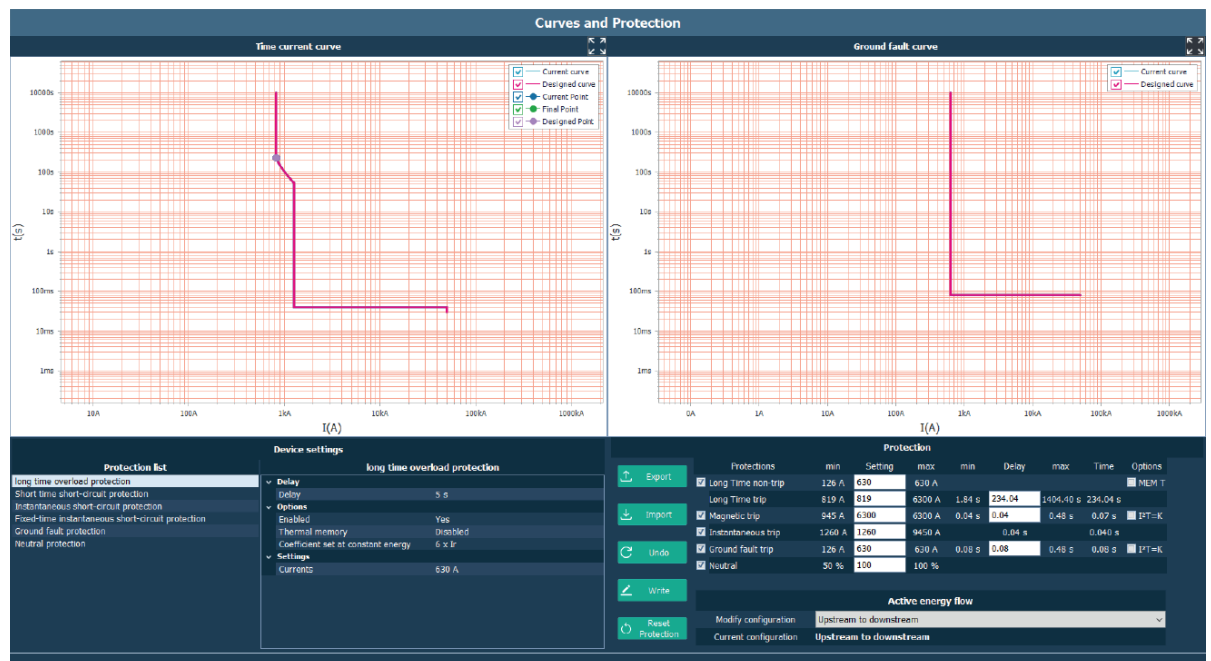 Curves and Protection
Time current curve
Ground fault curve
Current curve
Designed curve
Current Point
Final Point
Designed Point
10000s
1000s
100s
10s
1s
100ms
10ms
1ms
t(s)
10A 100A 1kA 10kA 100kA 1000kA
I(A)
Current curve
Designed curve
10000s
1000s
100s
10s
1s
100ms
10ms
1ms
t(s)
0A 1A 10A 100A 1kA 10kA 100kA 1000kA
I(A)
Device settings
Protection list
long time overload protection
Short time short-circuit protection
Instantaneous short-circuit protection
Fixed-time instantaneous short-circuit protection
Ground fault protection
Neutral protection
long time overload protection
Delay
Delay 5 s
Options
Enabled Yes
Thermal memory Disabled
Coefficient set at constant energy 6 x Ir
Settings
Currents 630 A
Protection
Export
Import
Undo
Write
Reset
Protection
Protections min Setting max min Delay max Time Options
Long Time non-trip 126 A 630 630 A MEM T
Long Time trip 819 A 819 6300 A 1.84 s 234.04 1404.40 s 234.04 s
Magnetic trip 945 A 6300 6300 A 0.04 s 0.04 0.48 s 0.07 s I²T=K
Instantaneous trip 1260 A 1260 9450 A 0.04 s 0.040 s
Ground fault trip 126 A 630 630 A 0.08 s 0.08 0.48 s 0.08 s I²T=K
Neutral 50 % 100 100 %
Active energy flow
Modify configuration Upstream to downstream
Current configuration Upstream to downstream